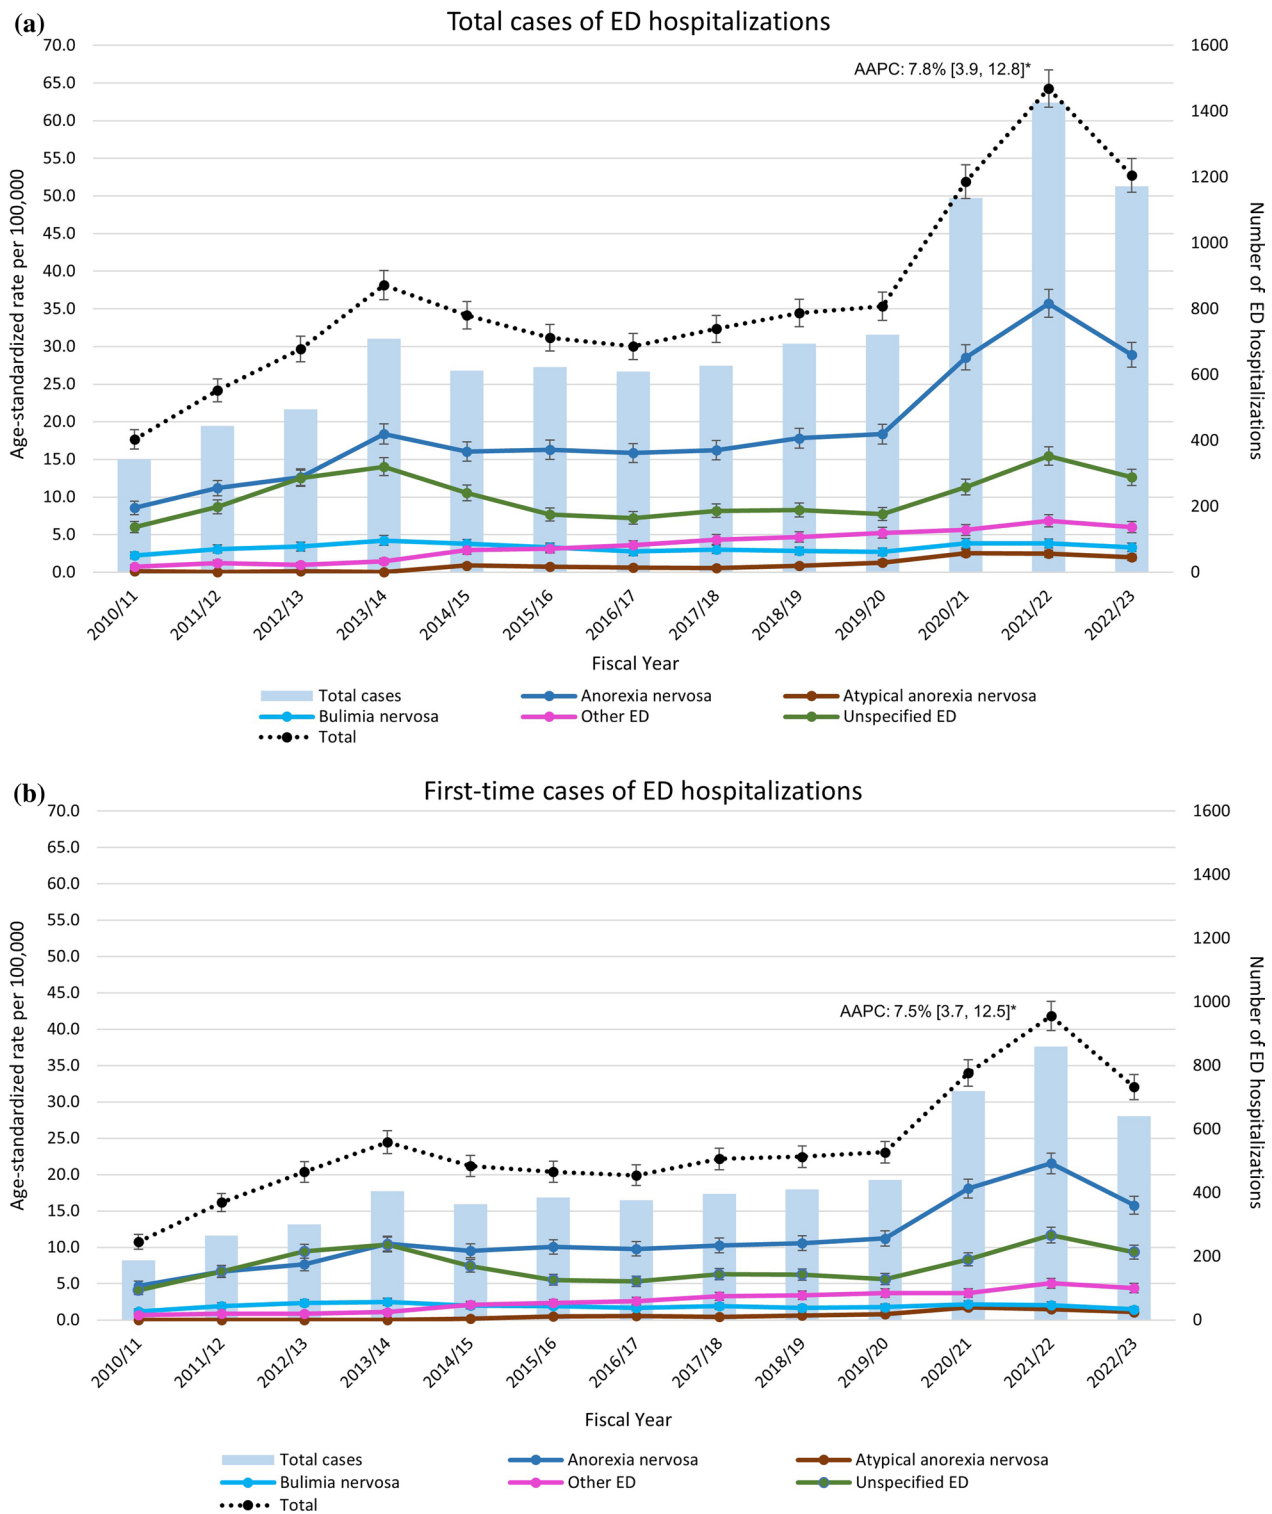 (a)
Total cases of ED hospitalizations
AAPC: 7.8% [3.9, 12.8]*
Age-standardized rate per 100,000
70.0
65.0
60.0
55.0
50.0
45.0
40.0
35.0
30.0
25.0
20.0
15.0
10.0
5.0
0.0
1600
1400
1200
1000
800
600
400
200
0
Number of ED hospitalizations
2010/11
2011/12
2012/13
2013/14
2014/15
2015/16
2016/17
2017/18
2018/19
2019/20
2020/21
2021/22
2022/23
Fiscal Year
Total cases
Anorexia nervosa
Atypical anorexia nervosa
Bulimia nervosa
Other ED
Unspecified ED
Total
(b)
First-time cases of ED hospitalizations
AAPC: 7.5% [3.7, 12.5]*
Age-standardized rate per 100,000
70.0
65.0
60.0
55.0
50.0
45.0
40.0
35.0
30.0
25.0
20.0
15.0
10.0
5.0
0.0
1600
1400
1200
1000
800
600
400
200
0
Number of ED hospitalizations
2010/11
2011/12
2012/13
2013/14
2014/15
2015/16
2016/17
2017/18
2018/19
2019/20
2020/21
2021/22
2022/23
Fiscal Year
Total cases
Anorexia nervosa
Atypical anorexia nervosa
Bulimia nervosa
Other ED
Unspecified ED
Total